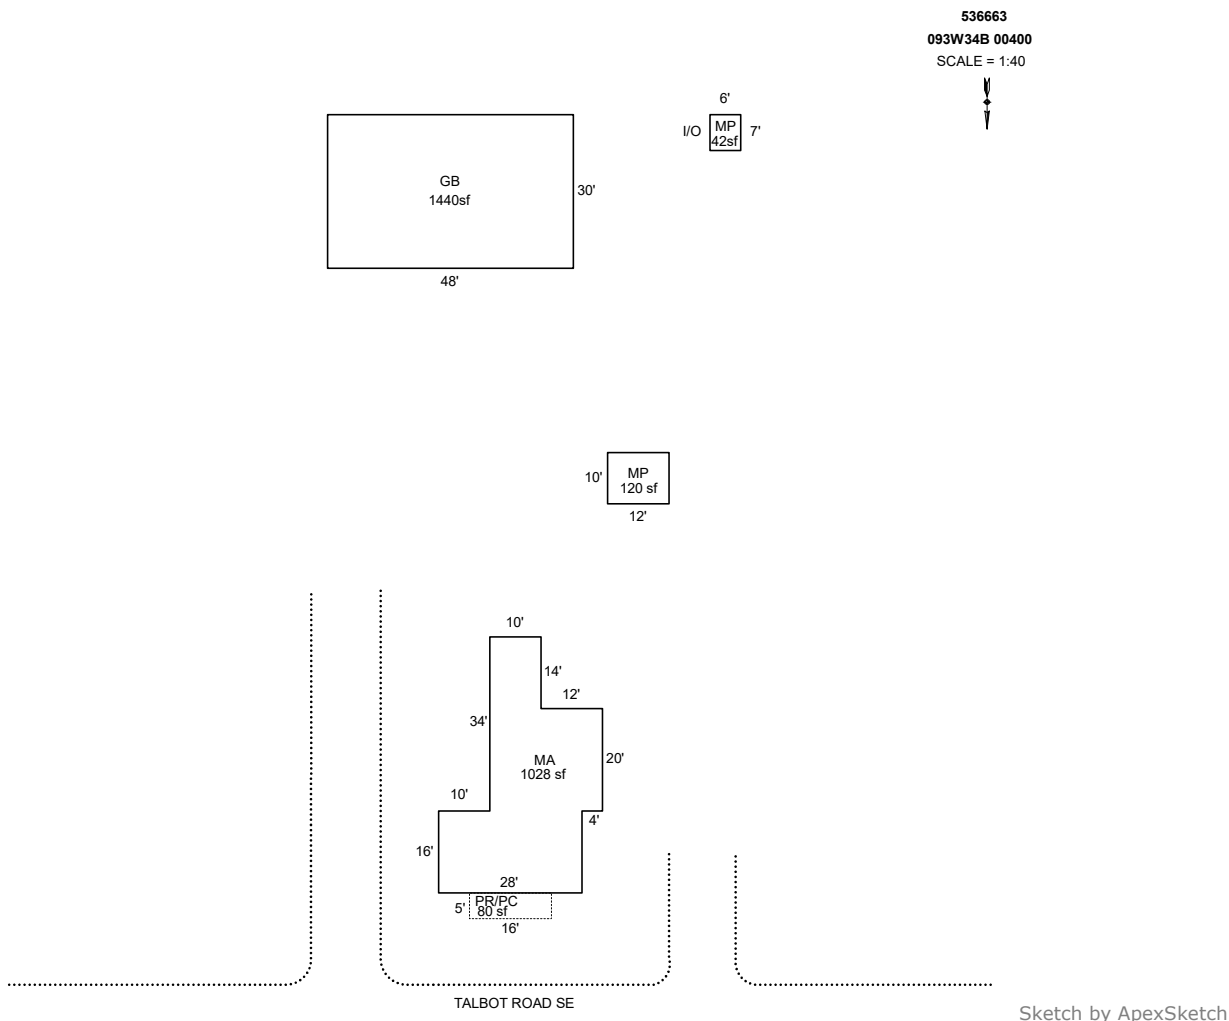 536663
093W34B 00400
SCALE = 1:40
N
6'
I/O
MP
42sf
7'
GB
1440sf
30'
48'
10'
MP
120 sf
12'
10'
14'
12'
34'
MA
1028 sf
20'
10'
4'
16'
28'
5'
PR/PC
80 sf
16'
TALBOT ROAD SE
Sketch by ApexSketch